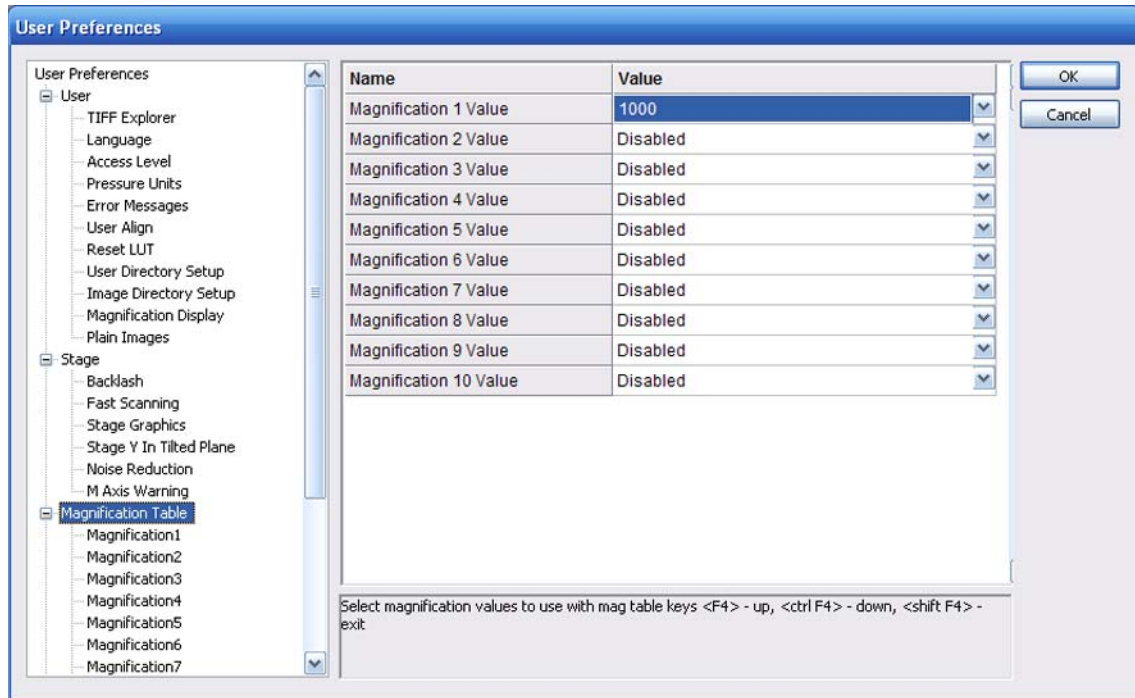 User Preferences
User Preferences
User
TIFF Explorer
Language
Access Level
Pressure Units
Error Messages
User Align
Reset LUT
User Directory Setup
Image Directory Setup
Magnification Display
Plain Images
Stage
Backlash
Fast Scanning
Stage Graphics
Stage Y In Tilted Plane
Noise Reduction
M Axis Warning
Magnification Table
Magnification1
Magnification2
Magnification3
Magnification4
Magnification5
Magnification6
Magnification7
Name Value
Magnification 1 Value 1000
Magnification 2 Value Disabled
Magnification 3 Value Disabled
Magnification 4 Value Disabled
Magnification 5 Value Disabled
Magnification 6 Value Disabled
Magnification 7 Value Disabled
Magnification 8 Value Disabled
Magnification 9 Value Disabled
Magnification 10 Value Disabled
Select magnification values to use with mag table keys <F4> - up, <ctrl F4> - down, <shift F4> -
exit
OK
Cancel